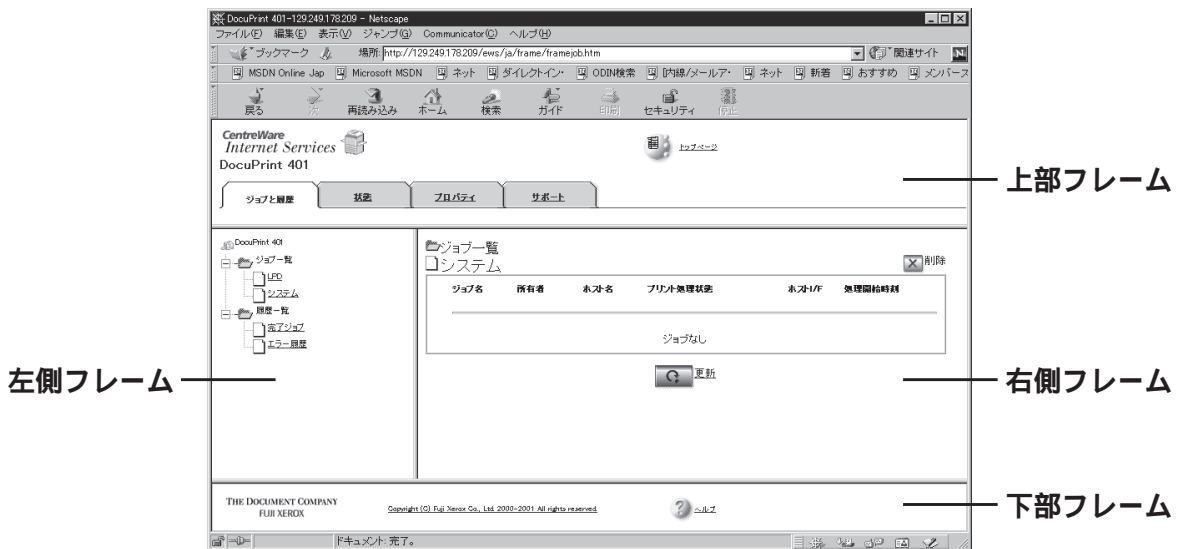 DocuPrint 401-129.249.178.209 - Netscape
ファイル(F) 編集(E) 表示(V) ジャンプ(G) Communicator(C) ヘルプ(H)
ブックマーク 場所: http://129.249.178.209/ews/ja/frame/framejob.htm 関連サイト
MSDN Online Jap Microsoft MSDN ネット ダイレクトイン・ ODIN検索 内線/メールア・ ネット 新着 おすすめ メンバース
戻る 次 再読み込み ホーム 検索 ガイド 印刷 セキュリティ 停止
CentreWare
Internet Services
DocuPrint 401
トップページ
上部フレーム
ジョブと履歴 状態 プロパティ サポート
DocuPrint 401
ジョブ一覧
LPD
システム
履歴一覧
完了ジョブ
エラー履歴
左側フレーム
ジョブ一覧
システム
削除
ジョブ名 所有者 ホスト名 プリント処理状態 ホストI/F 処理開始時刻
ジョブなし
更新
右側フレーム
THE DOCUMENT COMPANY
FUJI XEROX
Copyright (C) Fuji Xerox Co., Ltd. 2000-2001 All rights reserved.
ヘルプ
下部フレーム
ドキュメント: 完了。